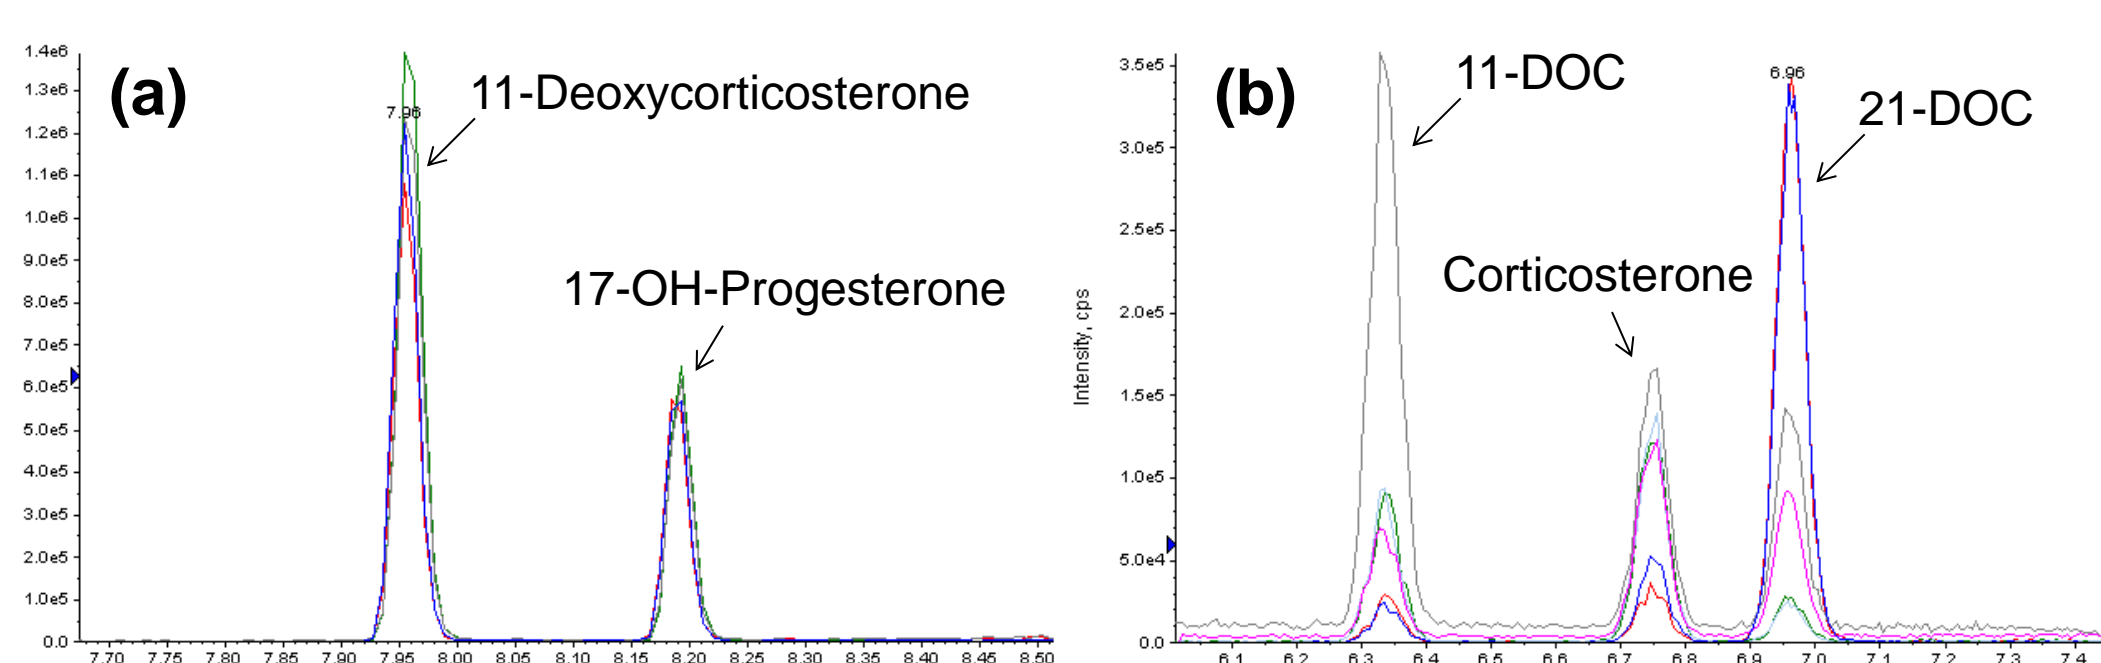 (a)
1.4e6
1.3e6
1.2e6
1.1e6
1.0e6
9.0e5
8.0e5
7.0e5
6.0e5
5.0e5
4.0e5
3.0e5
2.0e5
1.0e5
0.0
7.96
11-Deoxycorticosterone
17-OH-Progesterone
7.70 7.75 7.80 7.85 7.90 7.95 8.00 8.05 8.10 8.15 8.20 8.25 8.30 8.35 8.40 8.45 8.50
(b)
Intensity, cps
3.5e5
3.0e5
2.5e5
2.0e5
1.5e5
1.0e5
5.0e4
0.0
11-DOC
6.96
21-DOC
Corticosterone
6.1 6.2 6.3 6.4 6.5 6.6 6.7 6.8 6.9 7.0 7.1 7.2 7.3 7.4